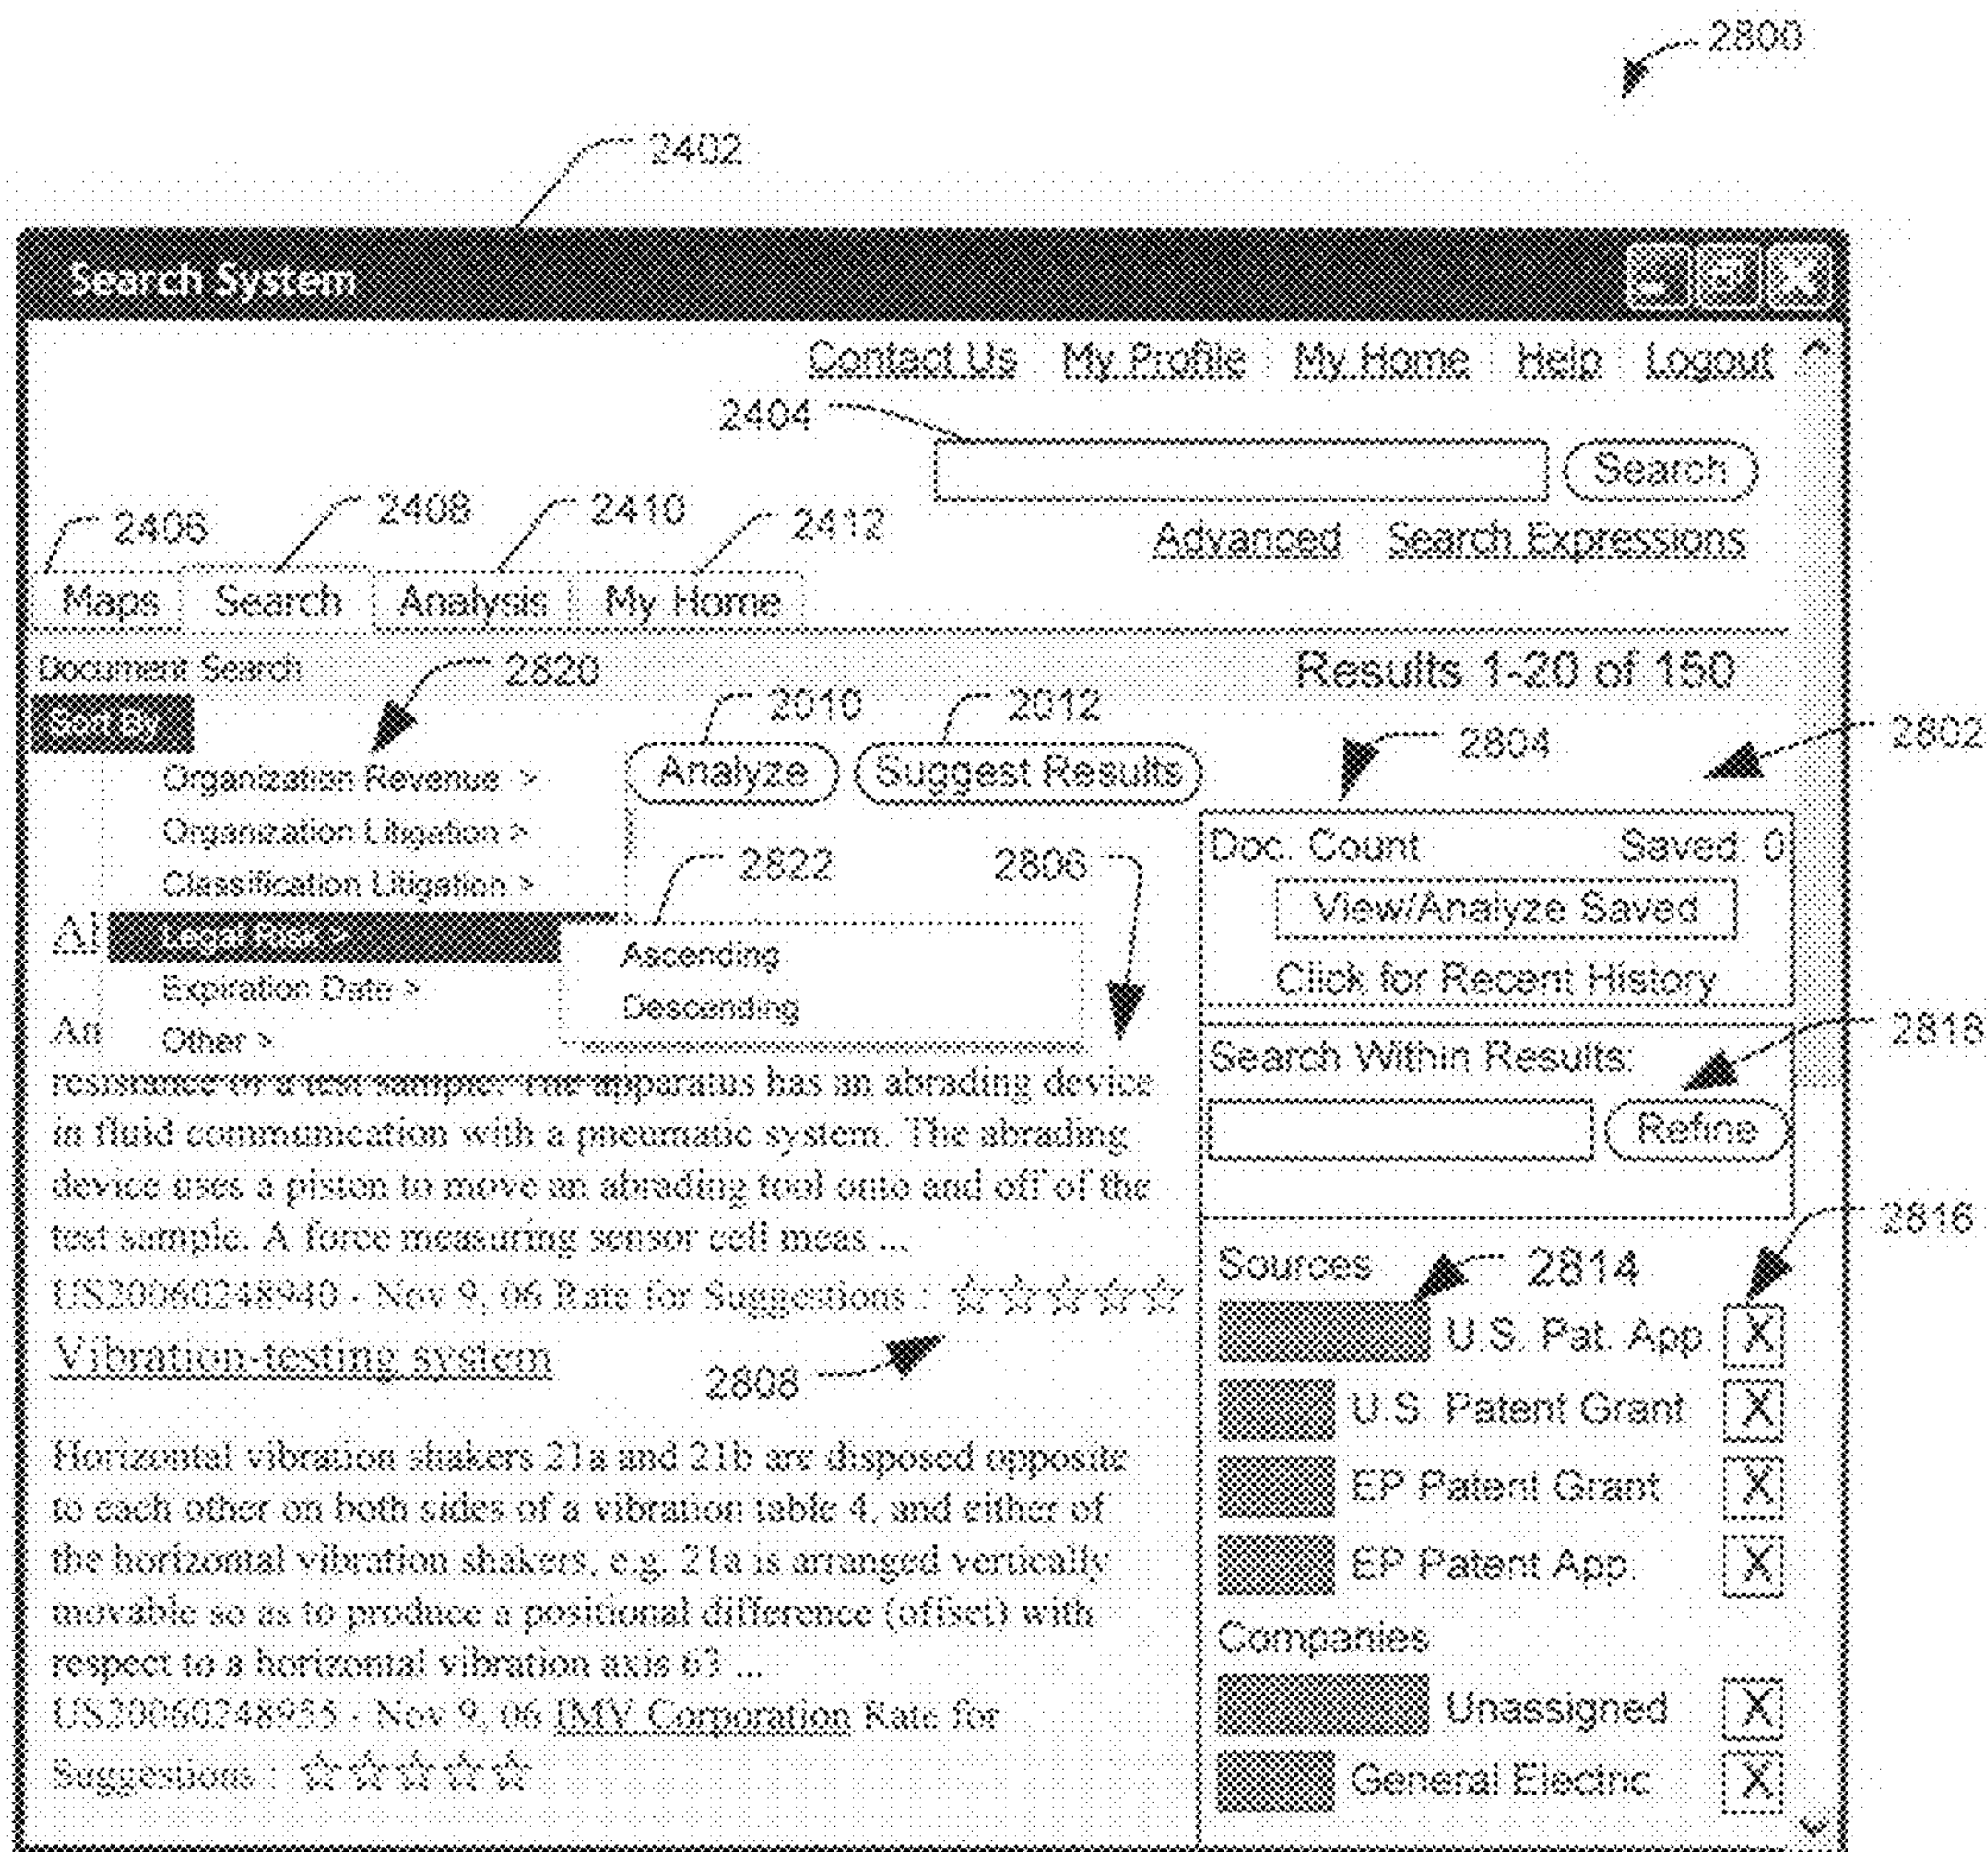 2800
2402
Search System
Contact Us My Profile My Home Help Logout
2404
Search
2406 2408 2410 2412
Advanced Search Expressions
Maps Search Analysis My Home
Document Search 2820 Results 1-20 of 150
Sort By 2010 2012
2804 2802
Organization Revenue > Analyze Suggest Results
Organization Litigation >
Doc. Count Saved: 0
Classification Litigation > 2822 2806
View/Analyze Saved
Legal Risk >
Ascending
Click for Recent History
Expiration Date >
Descending
Other >
2818
Search Within Results:
resistance of a test sample. The apparatus has an abrading device
in fluid communication with a pneumatic system. The abrading
Refine
device uses a piston to move an abrading tool onto and off of the
test sample. A force measuring sensor cell meas ...
2816
Sources 2814
US20060248940 - Nov 9, 06 Rate for Suggestions : ☆☆☆☆☆
U.S. Pat. App.
Vibration-testing system
2808
U.S. Patent Grant
Horizontal vibration shakers 21a and 21b are disposed opposite
EP Patent Grant
to each other on both sides of a vibration table 4, and either of
the horizontal vibration shakers, e.g. 21a is arranged vertically
EP Patent App.
movable so as to produce a positional difference (offset) with
Companies
respect to a horizontal vibration axis 63 ...
US20060248955 - Nov 9, 06 IMV Corporation Rate for
Unassigned
Suggestions : ☆☆☆☆☆
General Electric